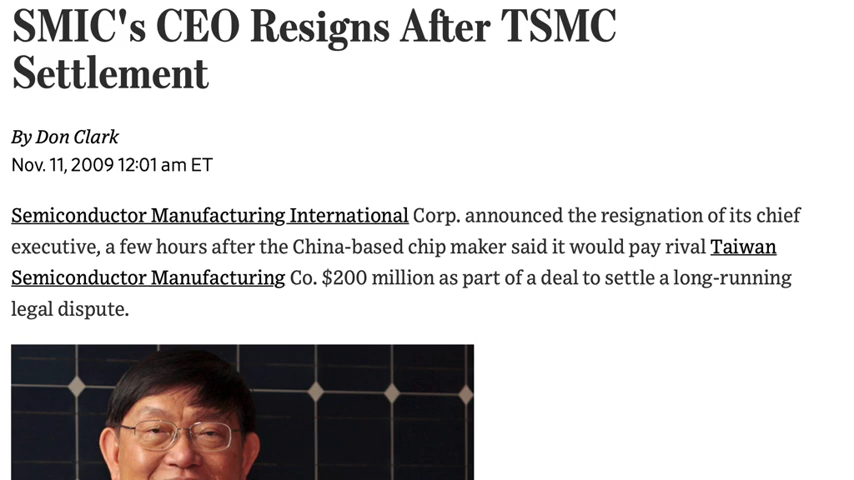 SMIC's CEO Resigns After TSMC
Settlement
By Don Clark
Nov. 11, 2009 12:01 am ET
Semiconductor Manufacturing International Corp. announced the resignation of its chief
executive, a few hours after the China-based chip maker said it would pay rival Taiwan
Semiconductor Manufacturing Co. $200 million as part of a deal to settle a long-running
legal dispute.